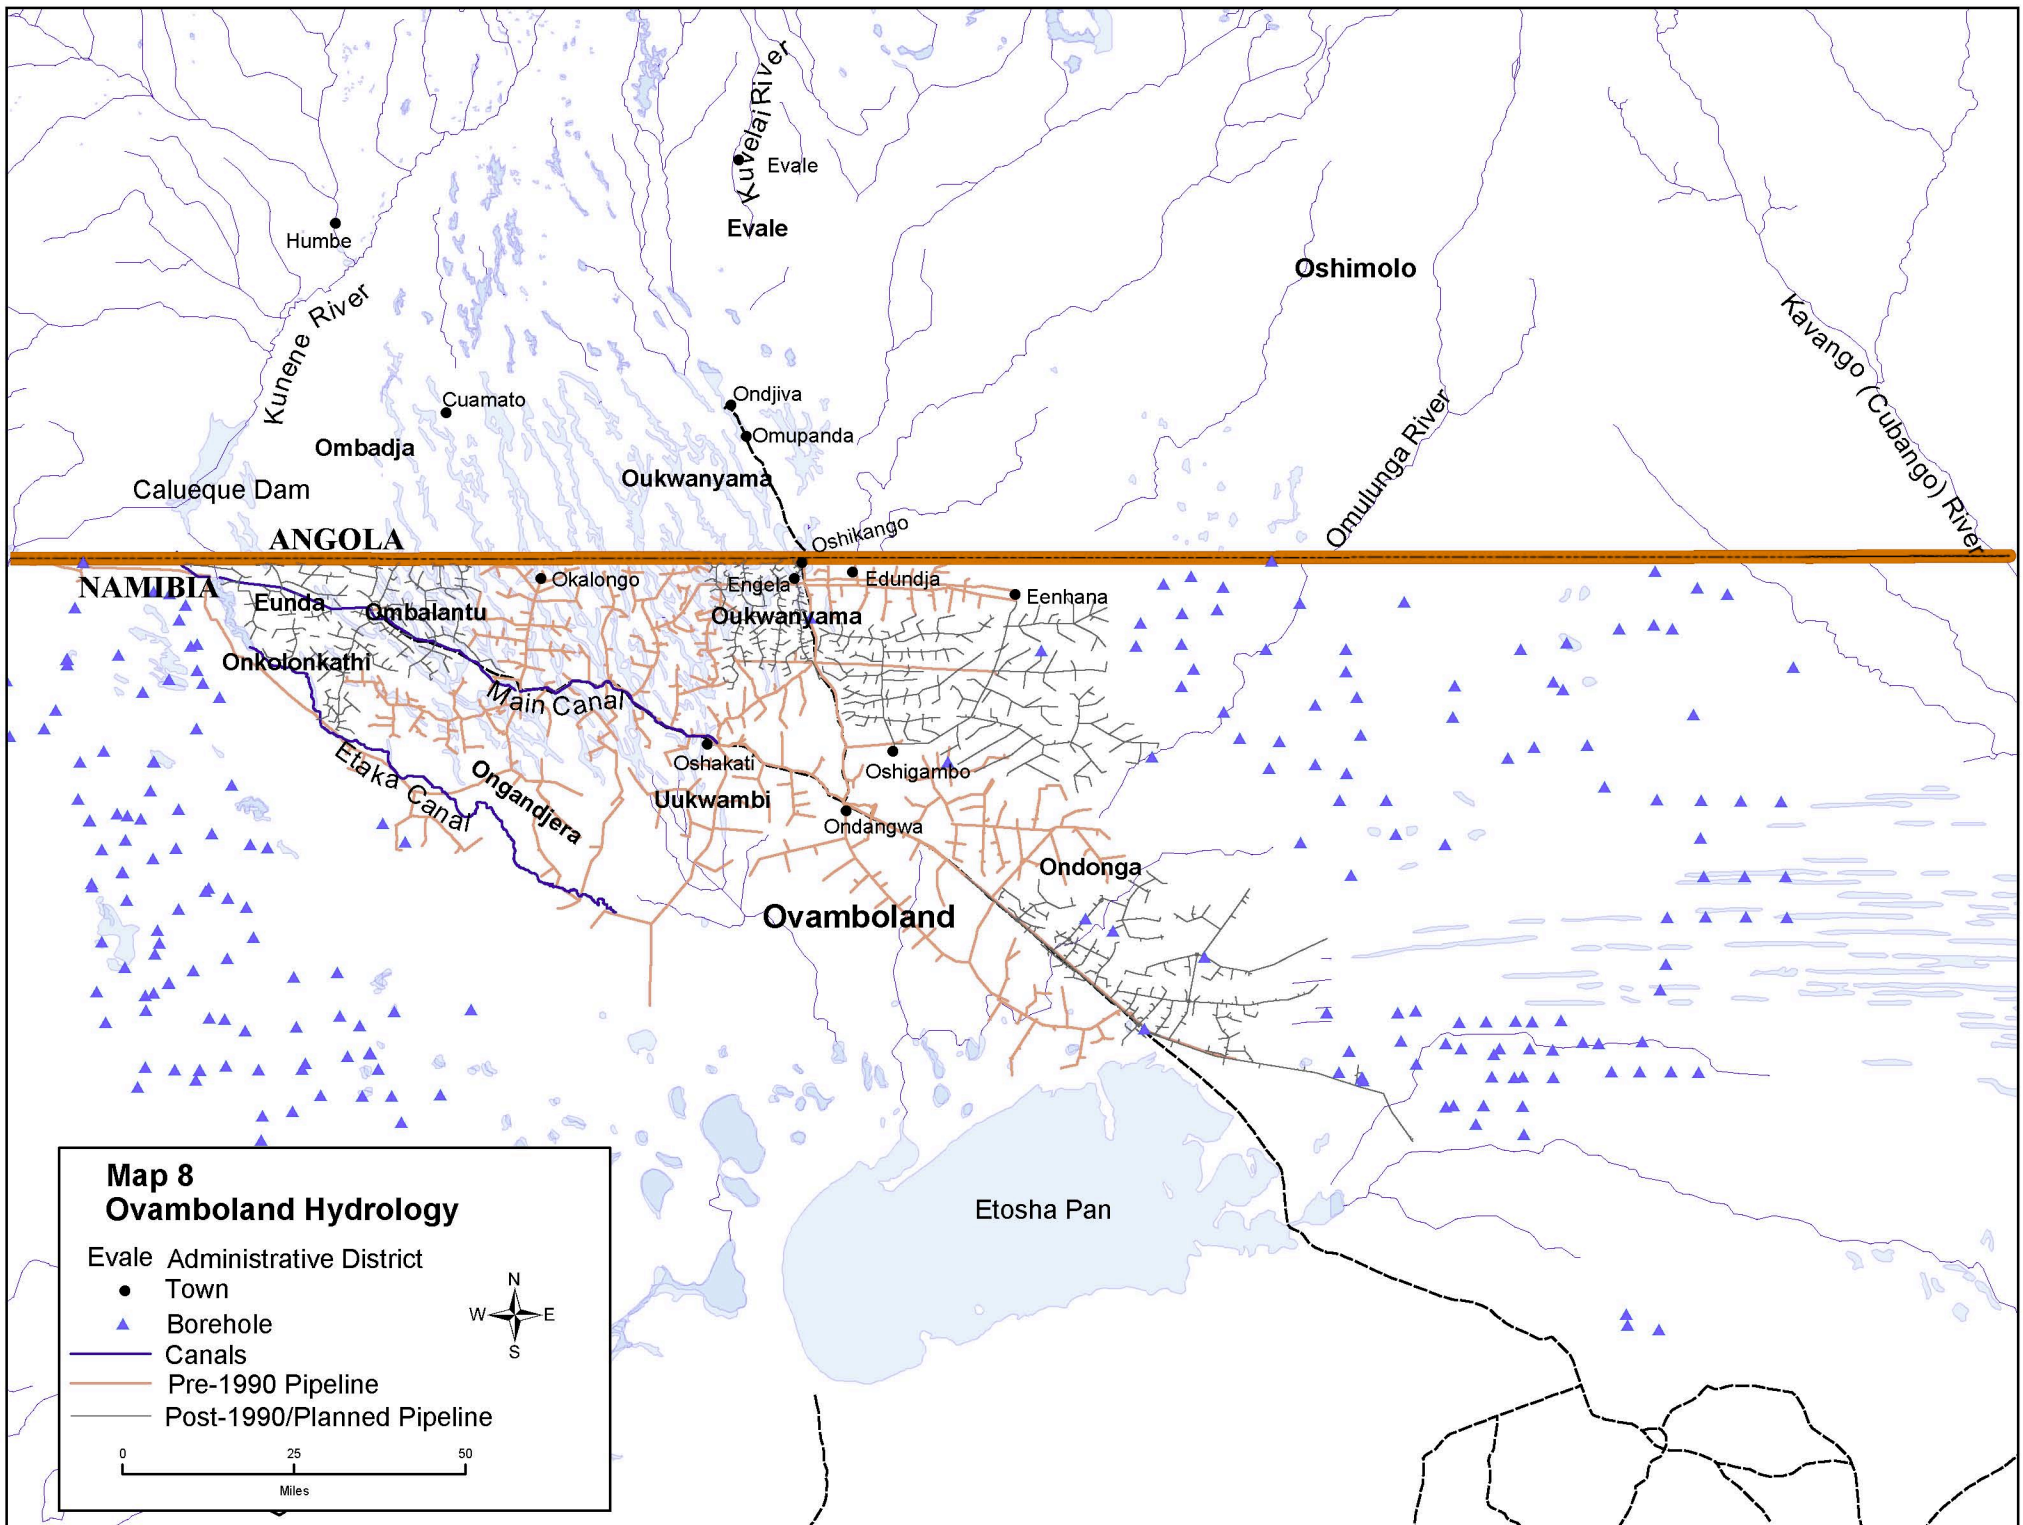 Kuvelai River
Evale
Evale
Humbe
Oshimolo
Kunene River
Kavango (Cubango) River
Cuamato
Ondjiva
Omupanda
Ombadja
Oukwanyama
Omulunga River
Calueque Dam
Oshikango
ANGOLA
NAMIBIA
Okalongo
Engela
Edundja
Eenhana
Eunda
Ombalantu
Oukwanyama
Onkolonkathi
Main Canal
Oshakati
Oshigambo
Etaka Canal
Ongandjera
Uukwambi
Ondangwa
Ondonga
Ovamboland
Etosha Pan
Map 8
Ovamboland Hydrology
Evale Administrative District
Town
Borehole
Canals
Pre-1990 Pipeline
Post-1990/Planned Pipeline
N
W E
S
0 25 50
Miles